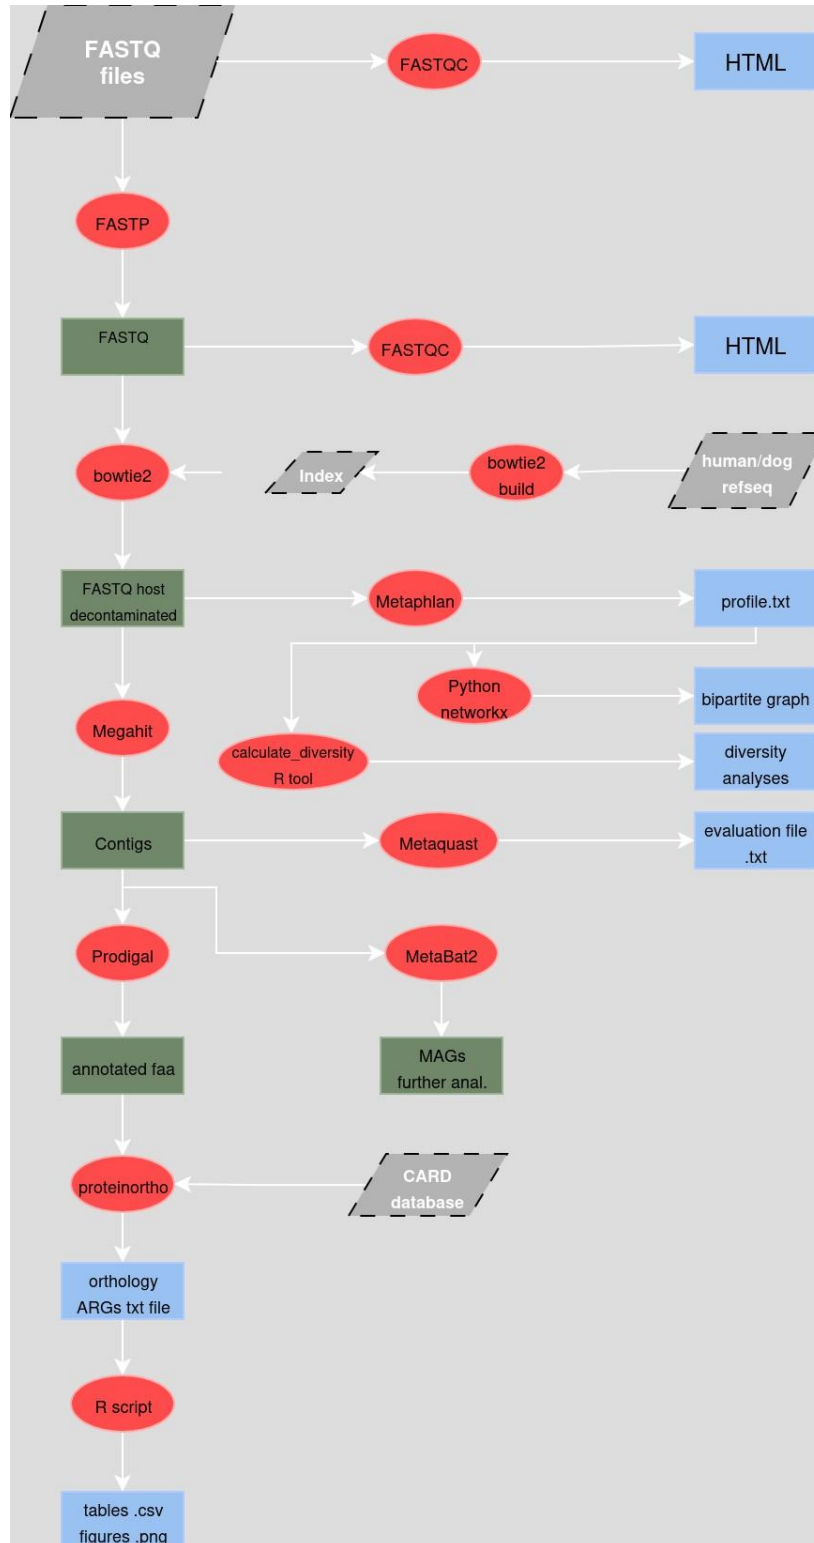 FASTQ
files
FASTQC
HTML
FASTP
FASTQ
FASTQC
HTML
bowtie2
Index
bowtie2
build
human/dog
refseq
FASTQ host
decontaminated
Metaphlan
profile.txt
Python
networkx
bipartite graph
Megahit
calculate_diversity
R tool
diversity
analyses
Contigs
Metaquast
evaluation file
.txt
Prodigal
MetaBat2
annotated faa
MAGs
further anal.
proteinortho
CARD
database
orthology
ARGs txt file
R script
tables .csv
figures .png